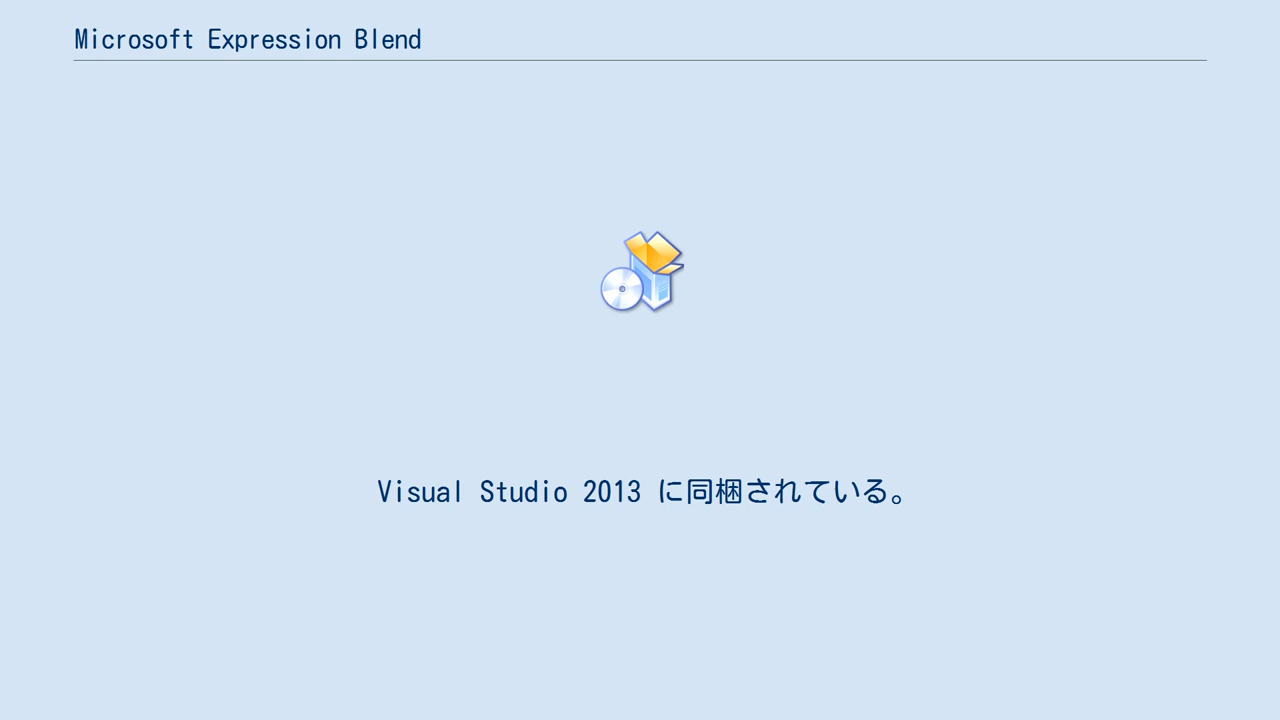 Microsoft Expression Blend
Visual Studio 2013 に同梱されている。